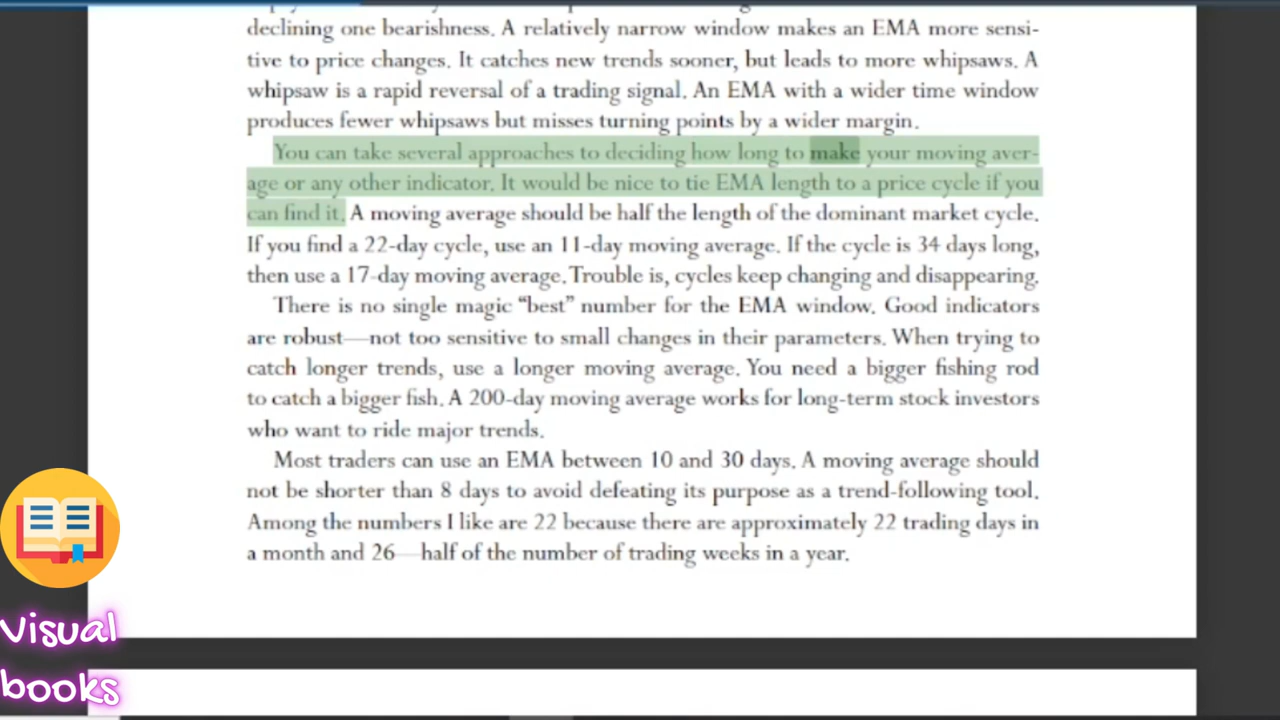 declining one bearishness. A relatively narrow window makes an EMA more sensi-
tive to price changes. It catches new trends sooner, but leads to more whipsaws. A
whipsaw is a rapid reversal of a trading signal. An EMA with a wider time window
produces fewer whipsaws but misses turning points by a wider margin.
You can take several approaches to deciding how long to make your moving aver-
age or any other indicator. It would be nice to tie EMA length to a price cycle if you
can find it. A moving average should be half the length of the dominant market cycle.
If you find a 22-day cycle, use an 11-day moving average. If the cycle is 34 days long,
then use a 17-day moving average. Trouble is, cycles keep changing and disappearing.
There is no single magic “best” number for the EMA window. Good indicators
are robust—not too sensitive to small changes in their parameters. When trying to
catch longer trends, use a longer moving average. You need a bigger fishing rod
to catch a bigger fish. A 200-day moving average works for long-term stock investors
who want to ride major trends.
Most traders can use an EMA between 10 and 30 days. A moving average should
not be shorter than 8 days to avoid defeating its purpose as a trend-following tool.
Among the numbers I like are 22 because there are approximately 22 trading days in
a month and 26—half of the number of trading weeks in a year.
Visual
books